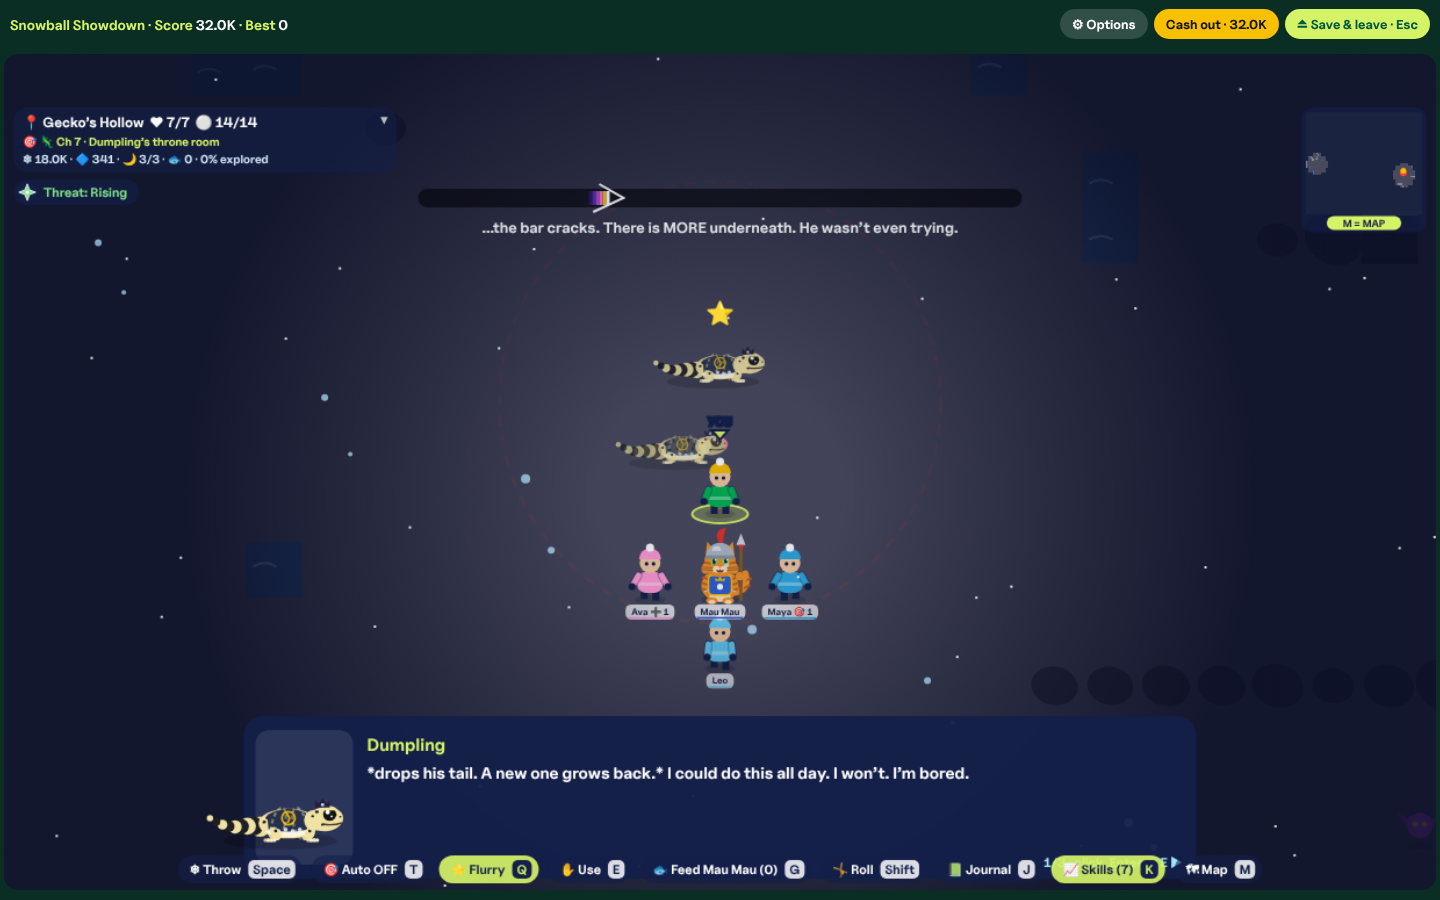 Snowball Showdown · Score 32.0K · Best 0
Options
Cash out · 32.0K
Save & leave · Esc
Gecko's Hollow 7/7 14/14
Ch 7 · Dumpling's throne room
18.0K · 341 · 3/3 · 0 · 0% explored
Threat: Rising
M = MAP
...the bar cracks. There is MORE underneath. He wasn't even trying.
Ava 1
Mau Mau
Maya 1
Leo
Dumpling
*drops his tail. A new one grows back.* I could do this all day. I won't. I'm bored.
Throw Space
Auto OFF T
Flurry Q
Use E
Feed Mau Mau (0) G
Roll Shift
Journal J
Skills (7) K
Map M